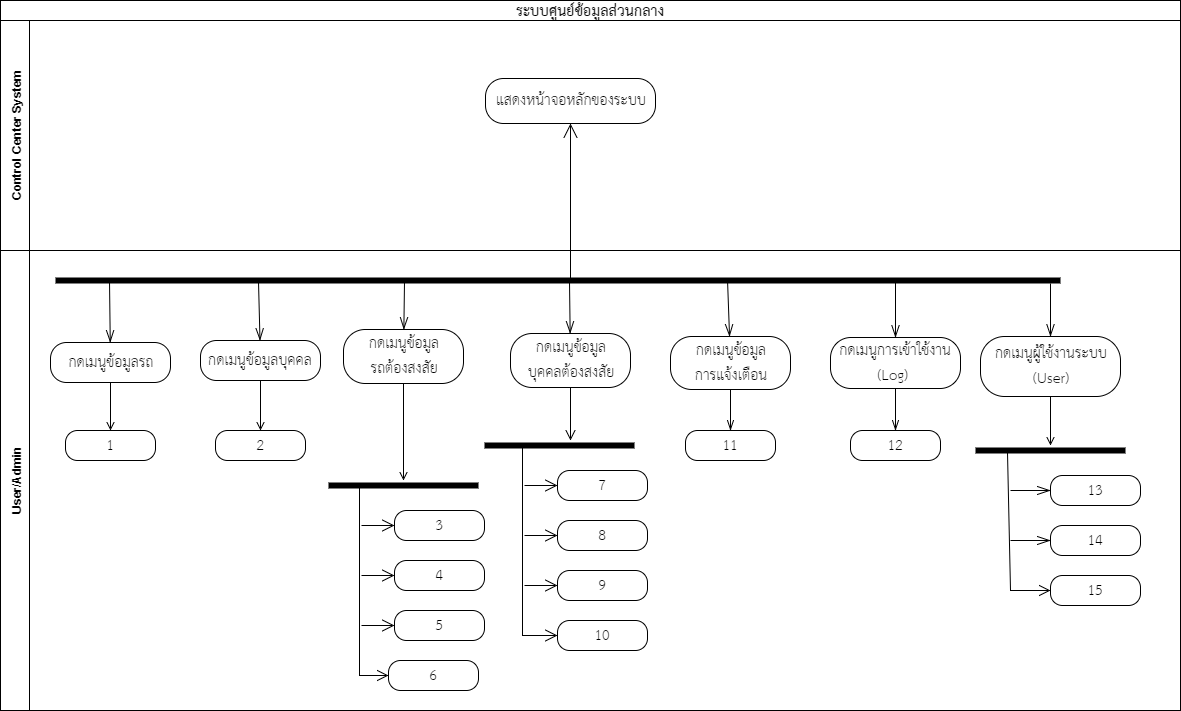 ระบบศูนย์ข้อมูลส่วนกลาง
Control Center System
แสดงหน้าจอหลักของระบบ
User/Admin
กดเมนูข้อมูลรถ
กดเมนูข้อมูลบุคคล
กดเมนูข้อมูล
รถต้องสงสัย
กดเมนูข้อมูล
บุคคลต้องสงสัย
กดเมนูข้อมูล
การแจ้งเตือน
กดเมนูการเข้าใช้งาน
(Log)
กดเมนูผู้ใช้งานระบบ
(User)
1
2
3
4
5
6
7
8
9
10
11
12
13
14
15